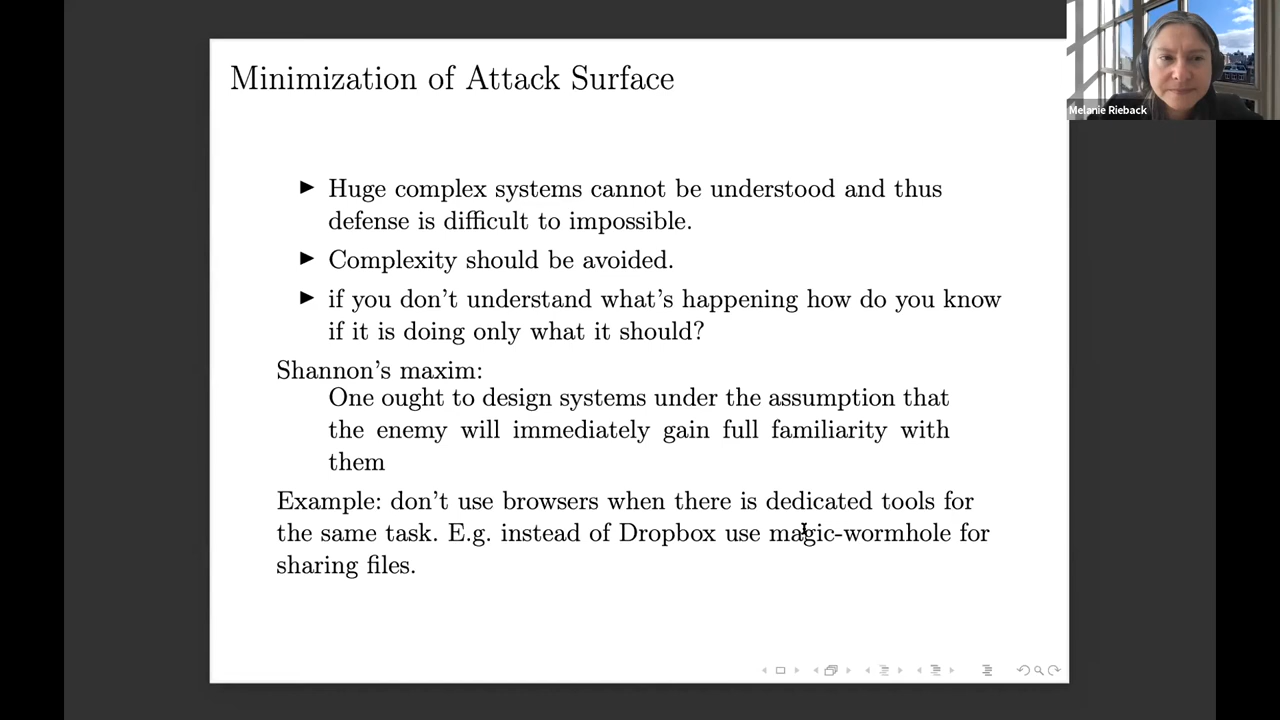 Minimization of Attack Surface
Melanie Rieback
▶ Huge complex systems cannot be understood and thus
defense is difficult to impossible.
▶ Complexity should be avoided.
▶ if you don't understand what's happening how do you know
if it is doing only what it should?
Shannon's maxim:
One ought to design systems under the assumption that
the enemy will immediately gain full familiarity with
them
Example: don't use browsers when there is dedicated tools for
the same task. E.g. instead of Dropbox use magic-wormhole for
sharing files.